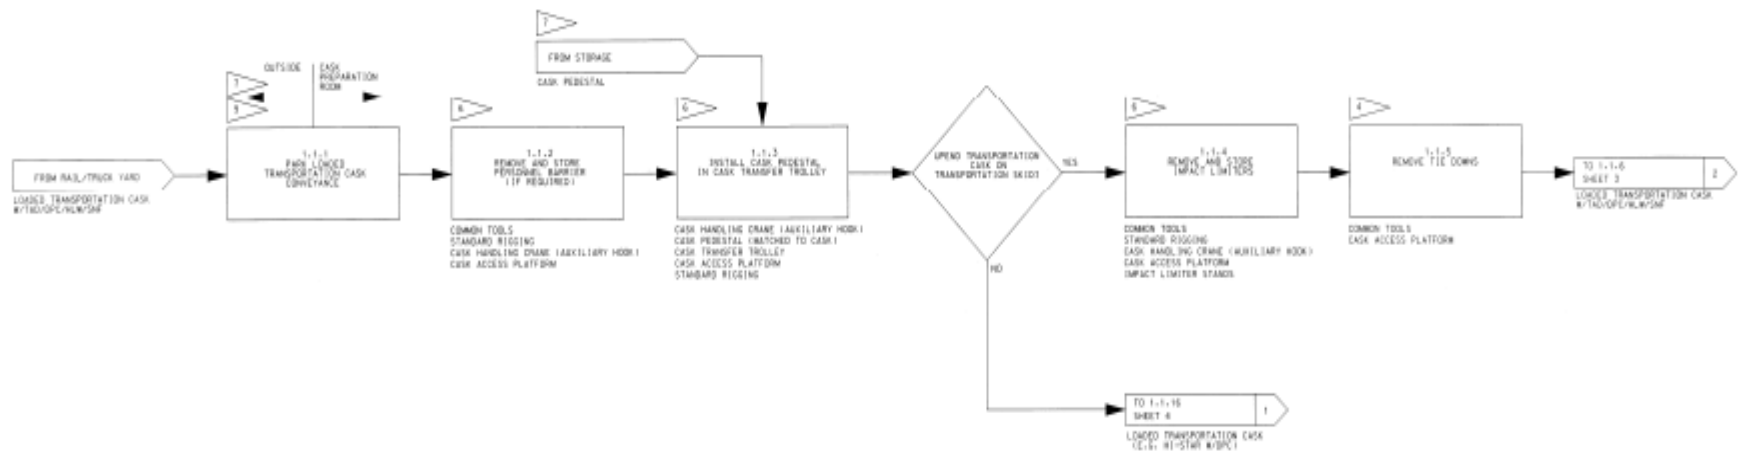 FROM RAIL/TRUCK YARD
LOADED TRANSPORTATION CASK
W/TAD/DPC/HLW/SNF
OUTSIDE
CASK
PREPARATION
ROOM
7
1.1.1
PARK LOADED
TRANSPORTATION CASK
CONVEYANCE
1.1.2
REMOVE AND STORE
PERSONNEL BARRIER
(IF REQUIRED)
COMMON TOOLS
STANDARD RIGGING
CASK HANDLING CRANE (AUXILIARY HOOK)
CASK ACCESS PLATFORM
7
FROM STORAGE
CASK PEDESTAL
6
1.1.3
INSTALL CASK PEDESTAL
IN CASK TRANSFER TROLLEY
CASK HANDLING CRANE (AUXILIARY HOOK)
CASK PEDESTAL (MATCHED TO CASK)
CASK TRANSFER TROLLEY
CASK ACCESS PLATFORM
STANDARD RIGGING
UPEND TRANSPORTATION
CASK ON
TRANSPORTATION SKID?
YES
NO
1.1.4
REMOVE AND STORE
IMPACT LIMITERS
COMMON TOOLS
STANDARD RIGGING
CASK HANDLING CRANE (AUXILIARY HOOK)
CASK ACCESS PLATFORM
IMPACT LIMITER STANDS
1.1.5
REMOVE TIE DOWNS
COMMON TOOLS
CASK ACCESS PLATFORM
TO 1.1.6
SHEET
2
LOADED TRANSPORTATION CASK
W/TAD/DPC/HLW/SNF
TO 1.1.16
SHEET 4
1
LOADED TRANSPORTATION CASK
(E.G. HI-STAR W/DPC)